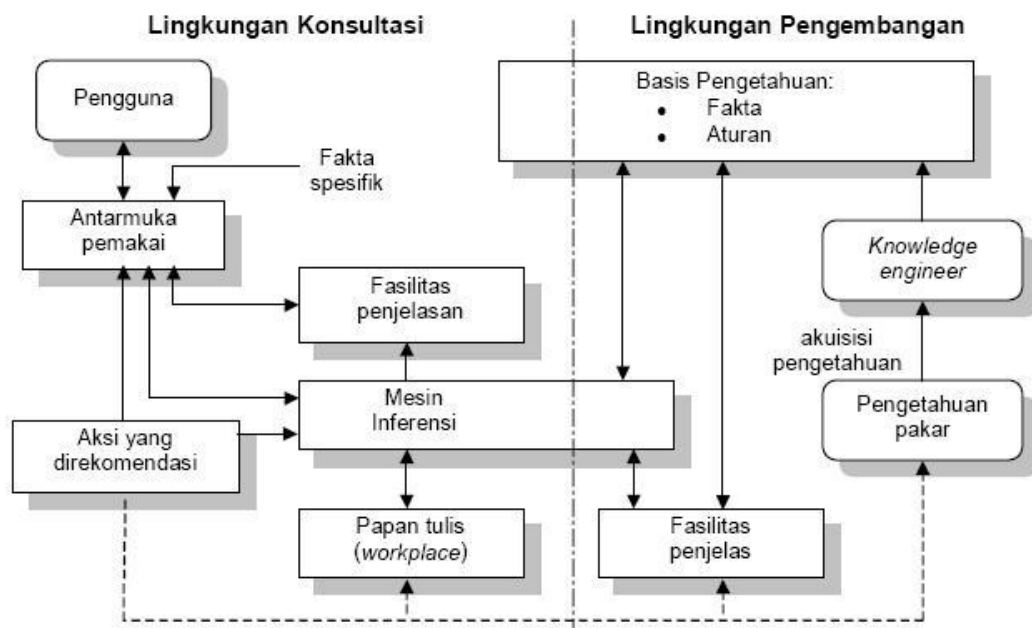 Lingkungan Konsultasi
Lingkungan Pengembangan
Pengguna
Basis Pengetahuan:
• Fakta
• Aturan
Fakta
spesifik
Antarmuka
pemakai
Knowledge
engineer
Fasilitas
penjelasan
akuisisi
pengetahuan
Mesin
Inferensi
Pengetahuan
pakar
Aksi yang
direkomendasi
Papan tulis
(workplace)
Fasilitas
penjelas